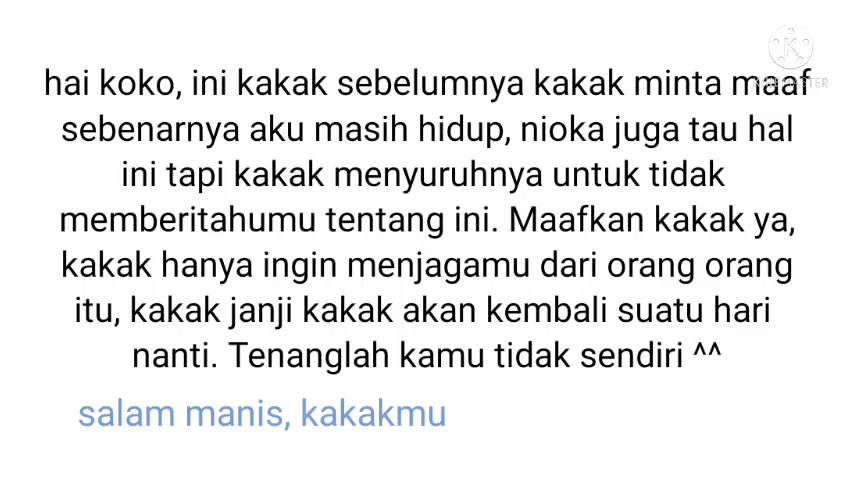 hai koko, ini kakak sebelumnya kakak minta maaf
sebenarnya aku masih hidup, nioka juga tau hal
ini tapi kakak menyuruhnya untuk tidak
memberitahumu tentang ini. Maafkan kakak ya,
kakak hanya ingin menjagamu dari orang orang
itu, kakak janji kakak akan kembali suatu hari
nanti. Tenanglah kamu tidak sendiri ^^
salam manis, kakakmu
K
KINEMASTER